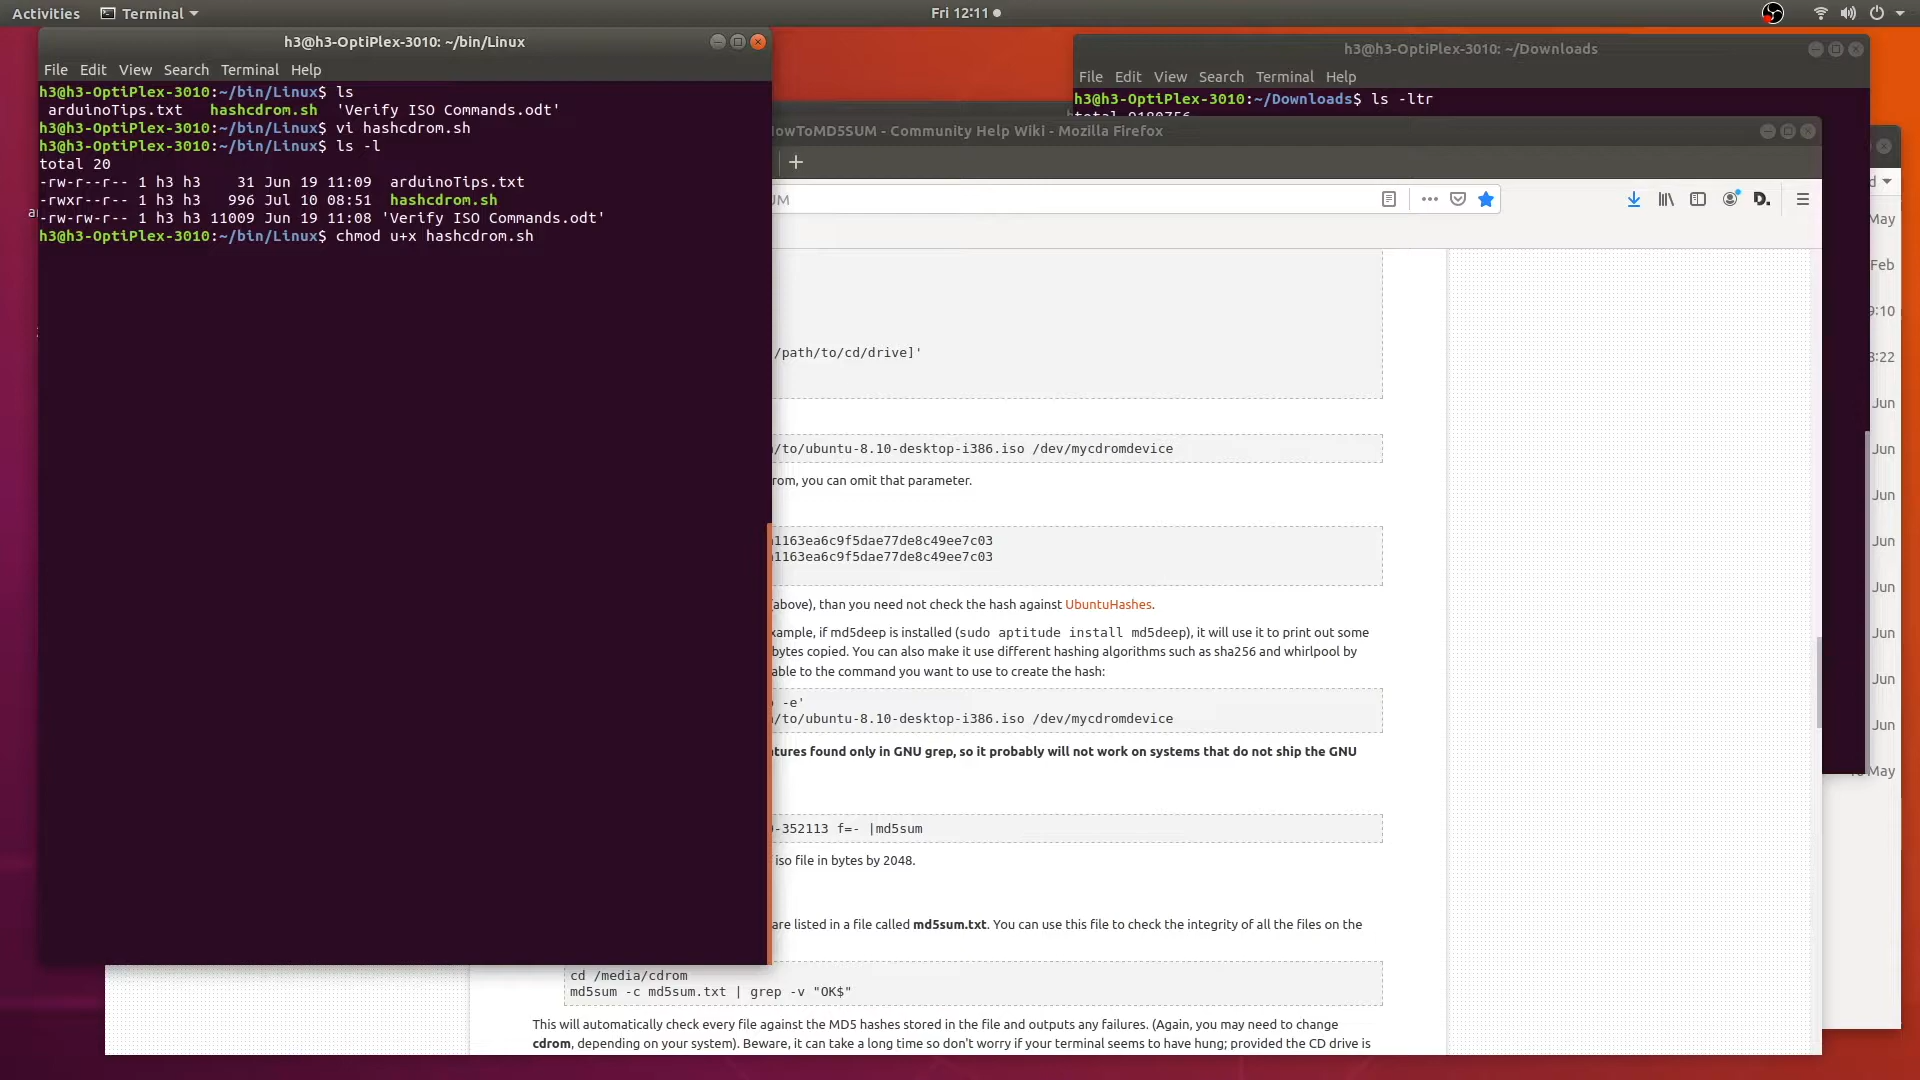 Activities Terminal Fri 12:11
h3@h3-OptiPlex-3010: ~/bin/Linux
File Edit View Search Terminal Help
h3@h3-OptiPlex-3010:~/bin/Linux$ ls
arduinoTips.txt hashcdrom.sh 'Verify ISO Commands.odt'
h3@h3-OptiPlex-3010:~/bin/Linux$ vi hashcdrom.sh
h3@h3-OptiPlex-3010:~/bin/Linux$ ls -l
total 20
-rw-r--r-- 1 h3 h3 31 Jun 19 11:09 arduinoTips.txt
-rwxr--r-- 1 h3 h3 996 Jul 10 08:51 hashcdrom.sh
-rw-rw-r-- 1 h3 h3 11009 Jun 19 11:08 'Verify ISO Commands.odt'
h3@h3-OptiPlex-3010:~/bin/Linux$ chmod u+x hashcdrom.sh
h3@h3-OptiPlex-3010: ~/Downloads
File Edit View Search Terminal Help
h3@h3-OptiPlex-3010:~/Downloads$ ls -ltr
total 9180756
HowToMD5SUM - Community Help Wiki - Mozilla Firefox
UM
D.
/path/to/cd/drive]'
/to/ubuntu-8.10-desktop-i386.iso /dev/mycdromdevice
rom, you can omit that parameter.
1163ea6c9f5dae77de8c49ee7c03
1163ea6c9f5dae77de8c49ee7c03
(above), than you need not check the hash against UbuntuHashes.
xample, if md5deep is installed (sudo aptitude install md5deep), it will use it to print out some
bytes copied. You can also make it use different hashing algorithms such as sha256 and whirlpool by
able to the command you want to use to create the hash:
-e'
/to/ubuntu-8.10-desktop-i386.iso /dev/mycdromdevice
atures found only in GNU grep, so it probably will not work on systems that do not ship the GNU
-352113 f=- |md5sum
iso file in bytes by 2048.
are listed in a file called md5sum.txt. You can use this file to check the integrity of all the files on the
cd /media/cdrom
md5sum -c md5sum.txt | grep -v "OK$"
This will automatically check every file against the MD5 hashes stored in the file and outputs any failures. (Again, you may need to change
cdrom, depending on your system). Beware, it can take a long time so don't worry if your terminal seems to have hung; provided the CD drive is
d
May
Feb
9:10
8:22
Jun
Jun
Jun
Jun
Jun
Jun
Jun
Jun
May